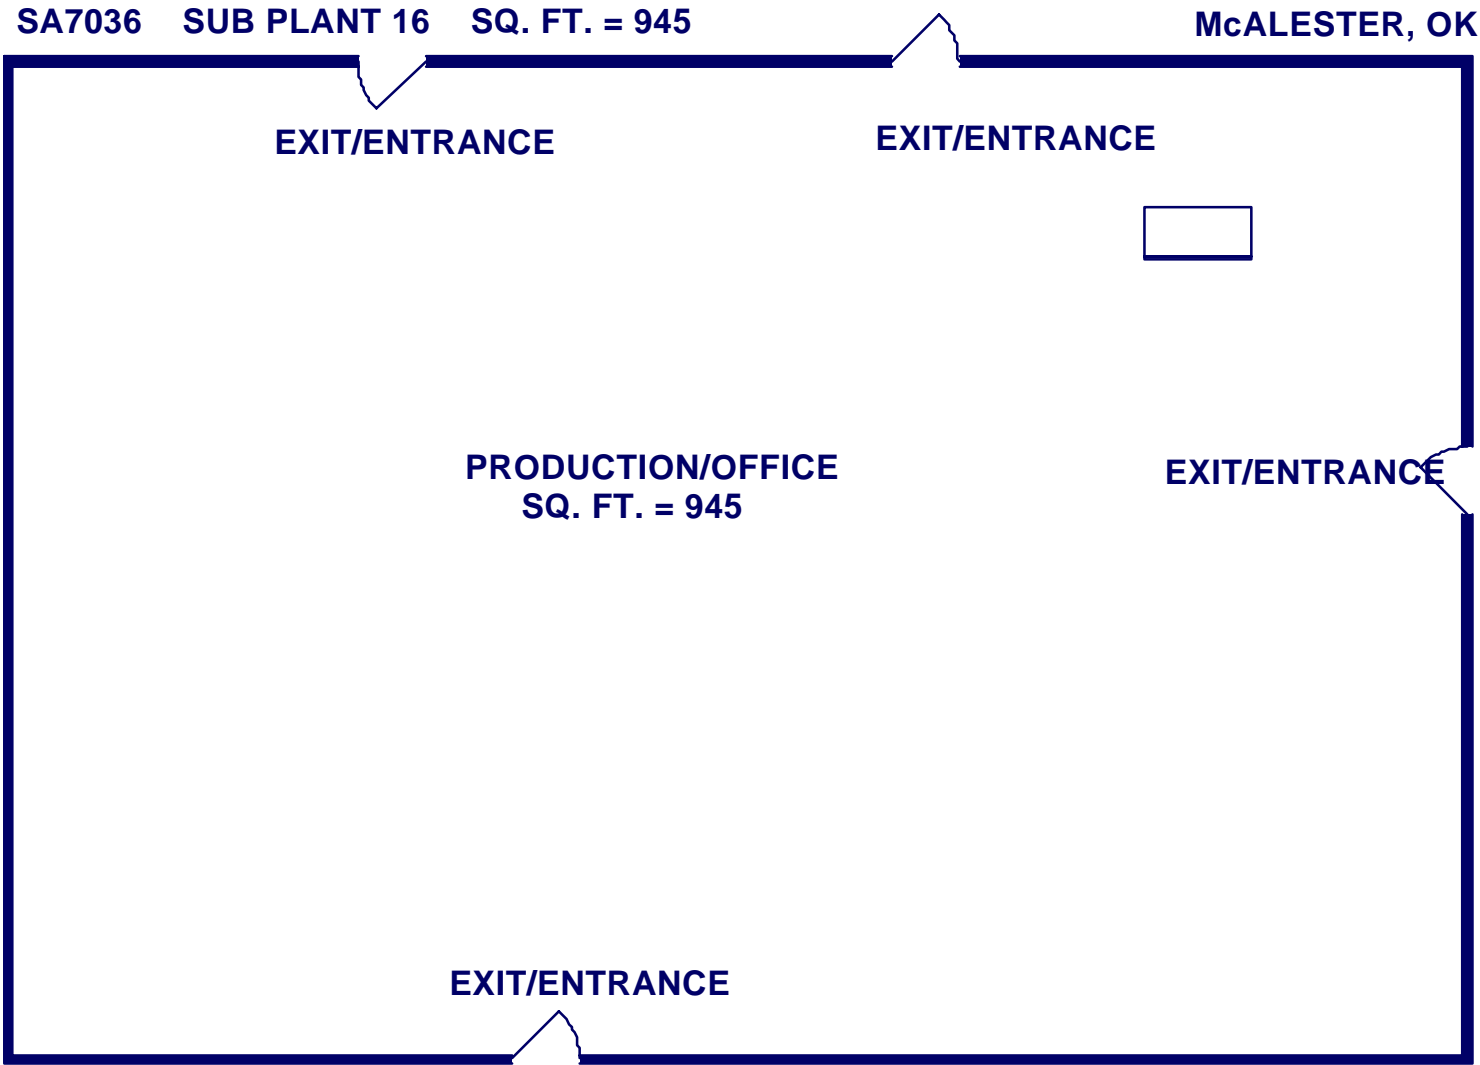 SA7036 SUB PLANT 16 SQ. FT. = 945 McALESTER, OK
EXIT/ENTRANCE EXIT/ENTRANCE
PRODUCTION/OFFICE EXIT/ENTRANCE
SQ. FT. = 945
EXIT/ENTRANCE